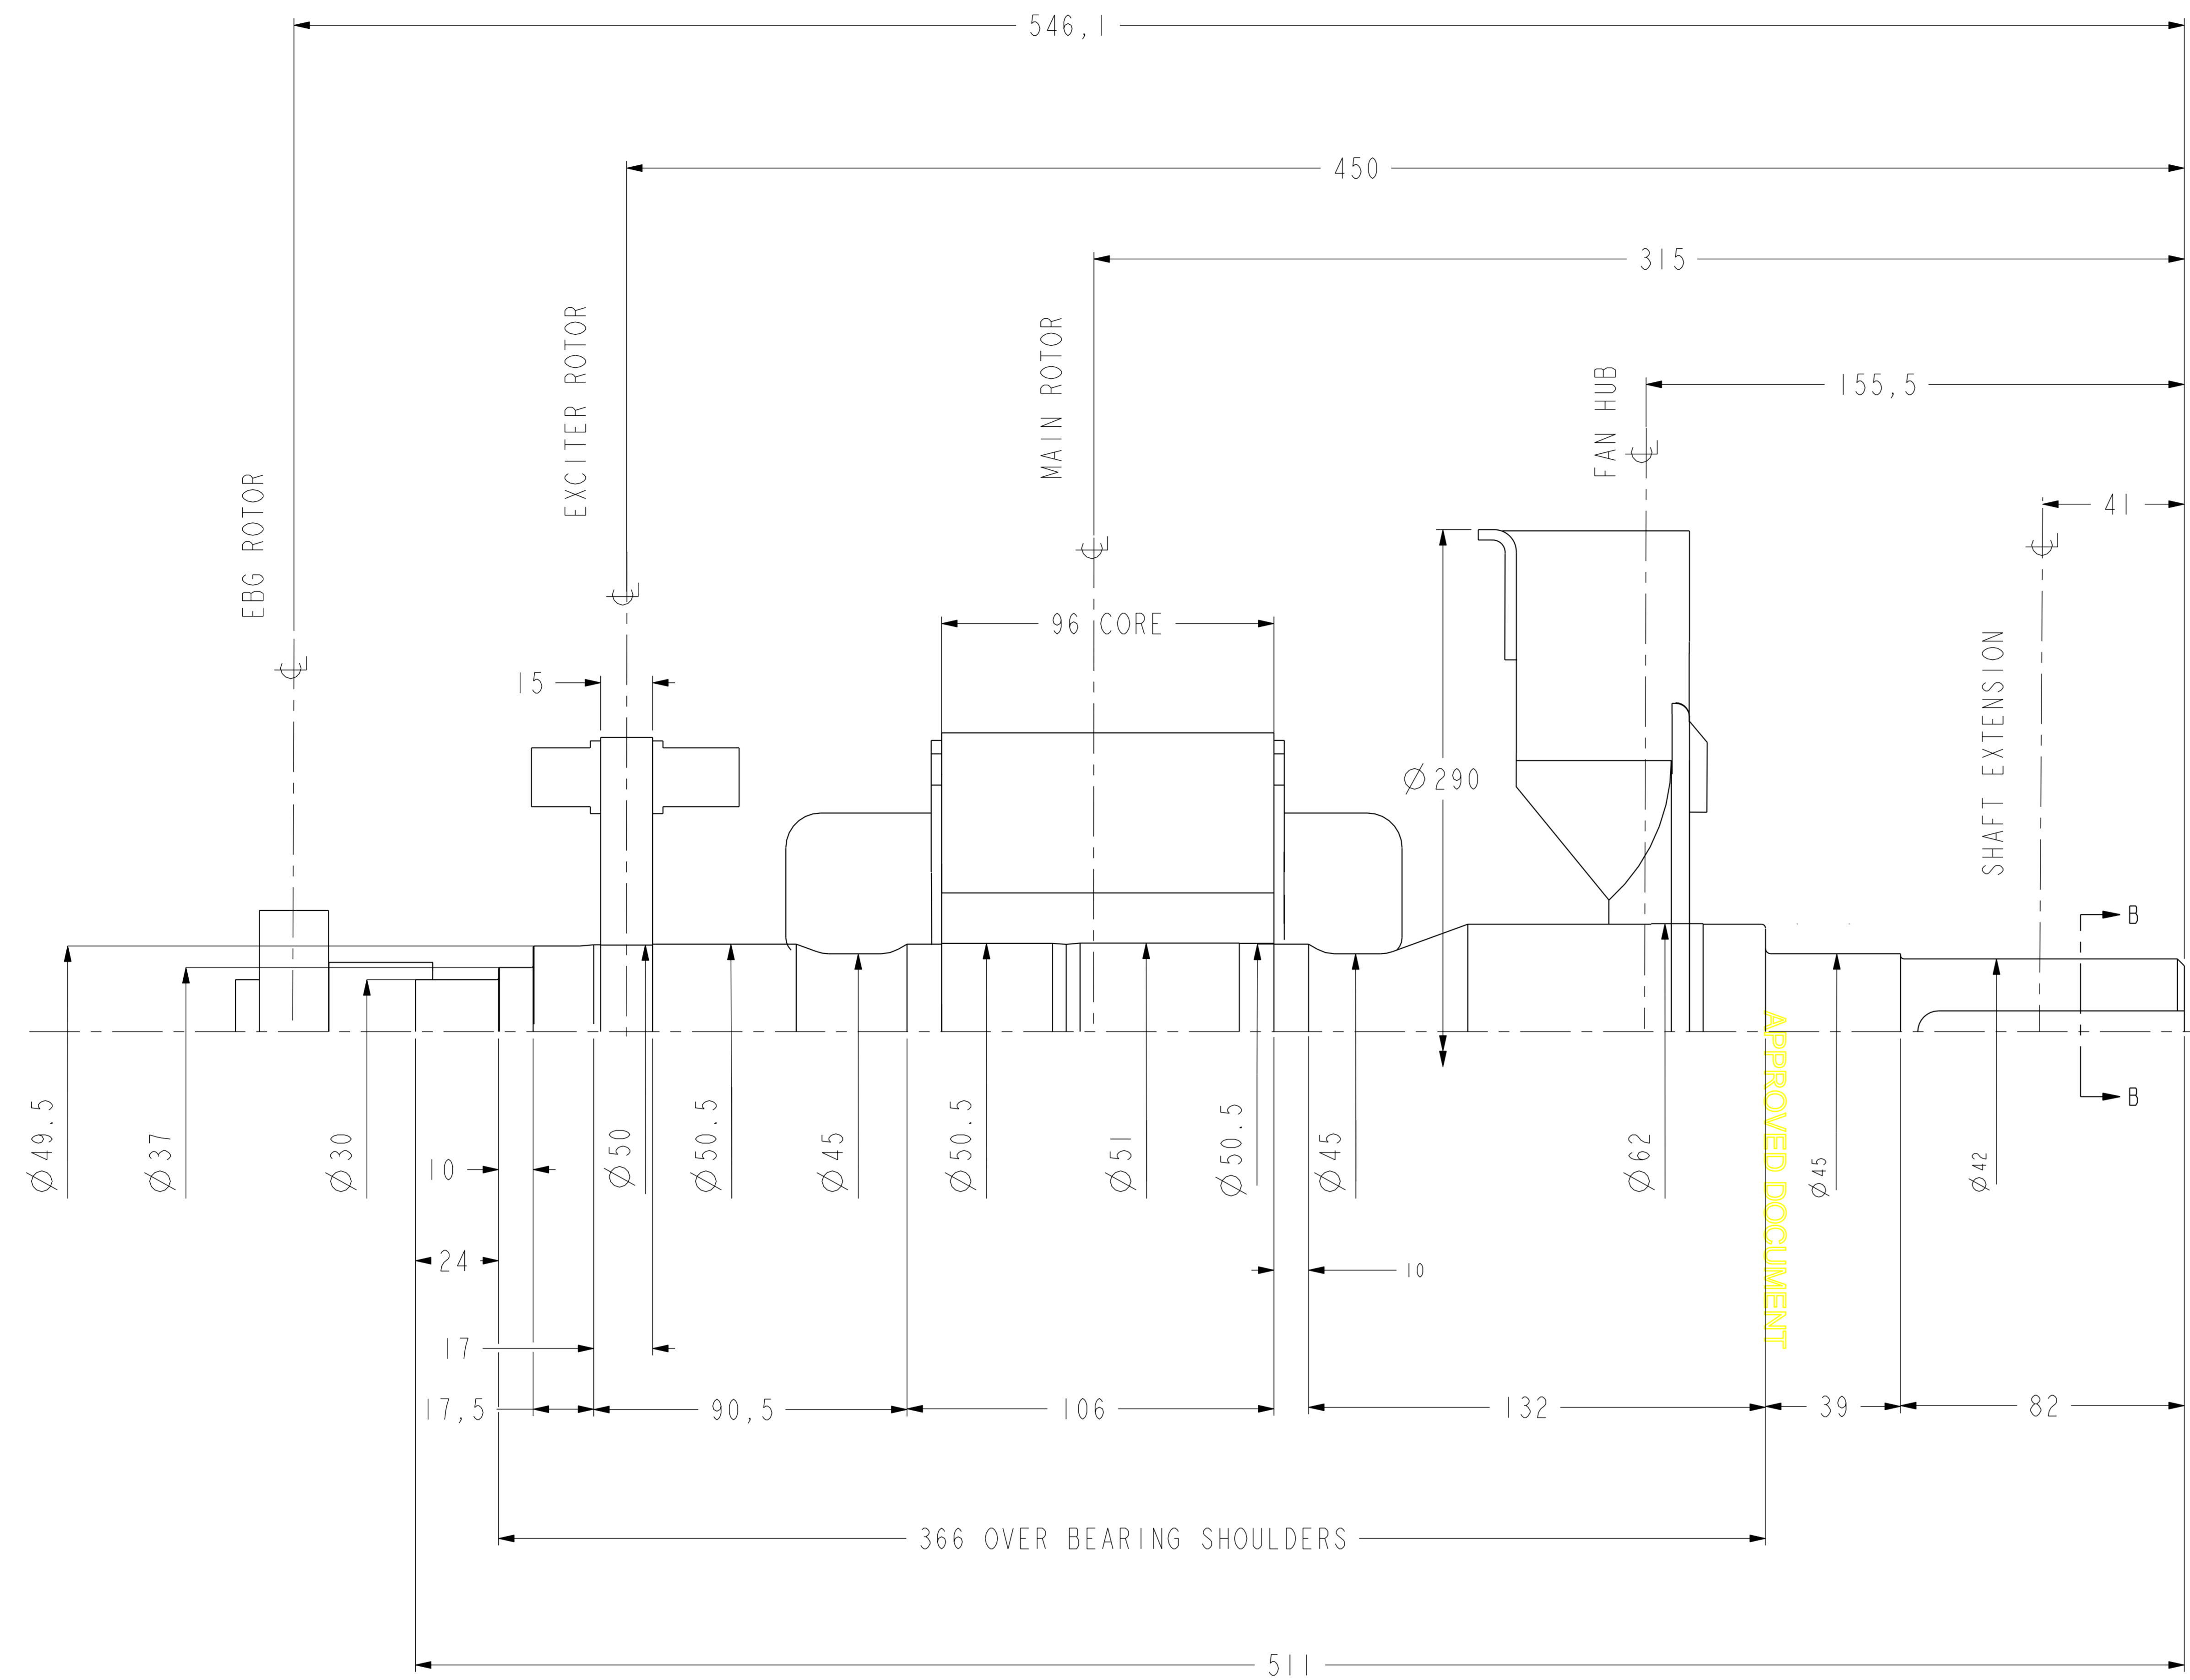 546,1
450
315
155,5
41
EBG ROTOR
EXCITER ROTOR
MAIN ROTOR
FAN HUB
SHAFT EXTENSION
96 CORE
15
Ø290
B
B
Ø49.5
Ø37
Ø30
10
Ø50
Ø50.5
Ø45
Ø50.5
Ø51
Ø50.5
Ø45
Ø62
Ø45
Ø42
APPROVED DOCUMENT
24
10
17
17,5
90,5
106
132
39
82
366 OVER BEARING SHOULDERS
511